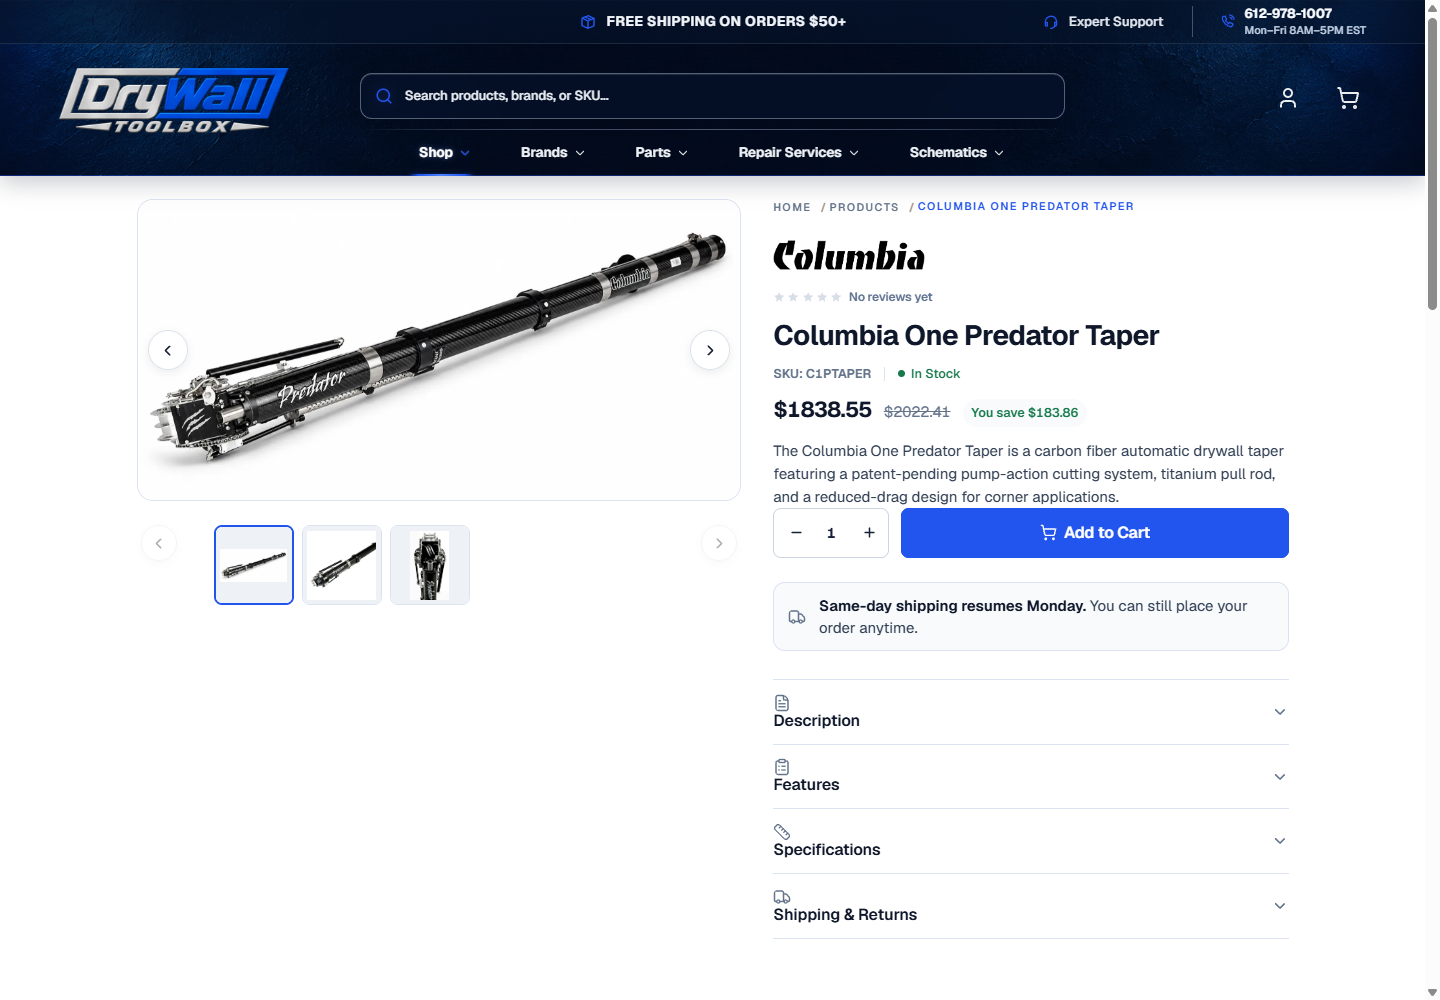 FREE SHIPPING ON ORDERS $50+
Expert Support
612-978-1007
Mon–Fri 8AM–5PM EST
DryWall
TOOLBOX
Search products, brands, or SKU...
Shop
Brands
Parts
Repair Services
Schematics
HOME / PRODUCTS / COLUMBIA ONE PREDATOR TAPER
Columbia
Predator
Columbia
No reviews yet
Columbia One Predator Taper
SKU: C1PTAPER
In Stock
$1838.55 $2022.41 You save $183.86
The Columbia One Predator Taper is a carbon fiber automatic drywall taper
featuring a patent-pending pump-action cutting system, titanium pull rod,
and a reduced-drag design for corner applications.
1
Add to Cart
Same-day shipping resumes Monday. You can still place your
order anytime.
Description
Features
Specifications
Shipping & Returns